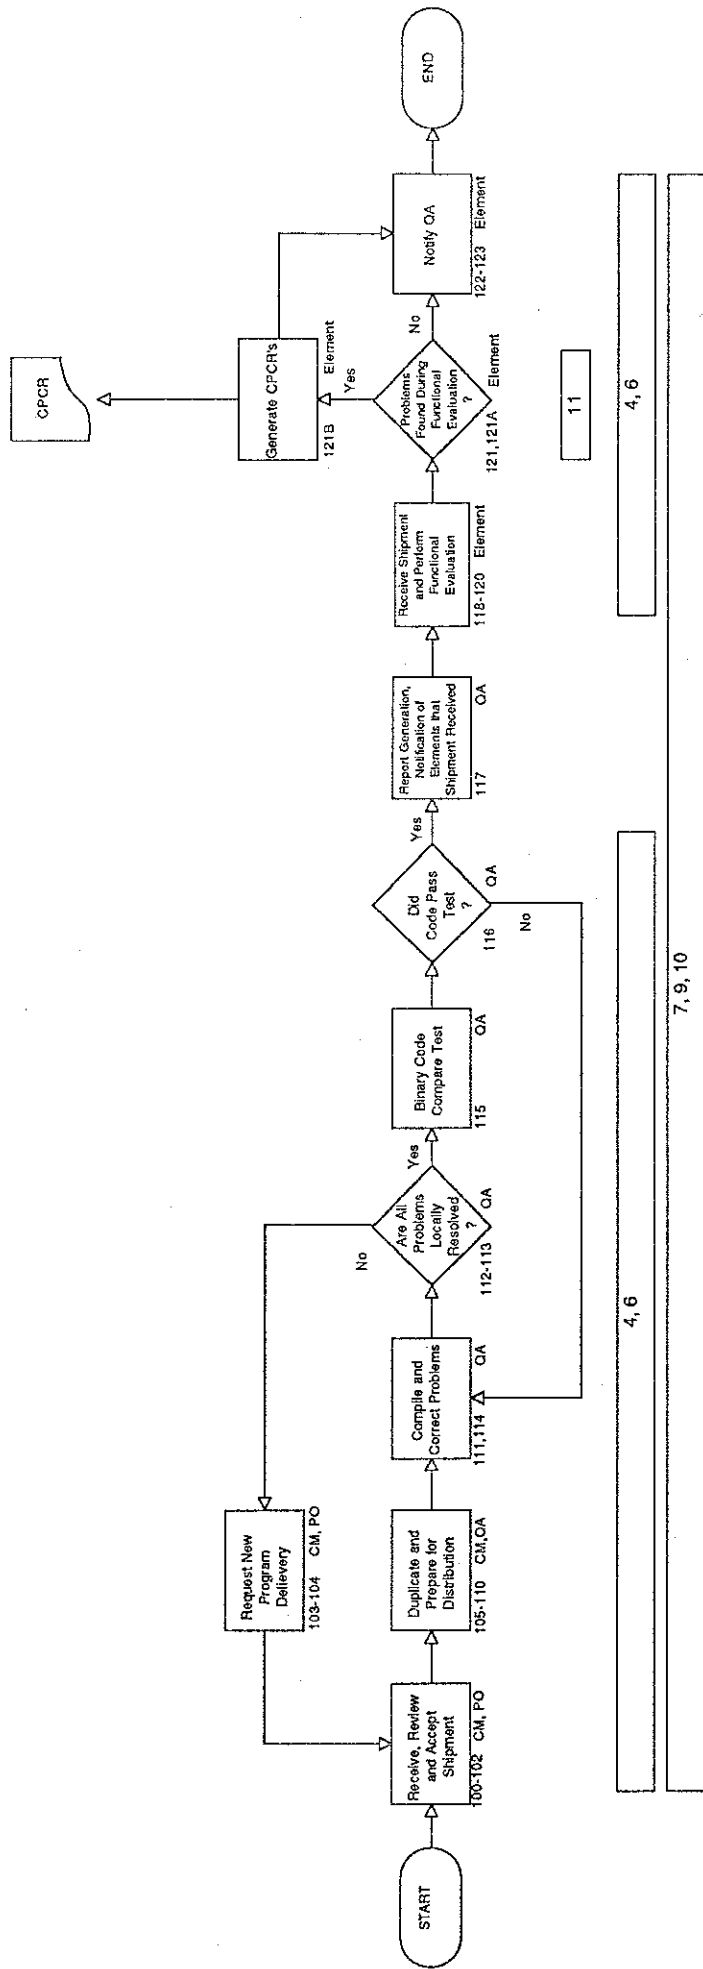 START
Receive, Review
and Accept
Shipment
100-102 CM, PO
Request New
Program
Delievery
103-104 CM, PO
Duplicate and
Prepare for
Distribution
105-110 CM,QA
Compile and
Correct Problems
111,114 QA
Are All
Problems
Locally
Resolved
?
112-113 QA
No
Yes
Binary Code
Compare Test
115 QA
Did
Code Pass
Test
?
116 QA
No
Yes
Report Generation,
Notification of
Elements that
Shipment Received
117 QA
Receive Shipment
and Perform
Functional
Evaluation
118-120 Element
Problems
Found During
Functional
Evaluation
?
121,121A Element
Yes
No
Generate CPCR's
121B Element
CPCR
Notify QA
122-123 Element
END
11
4, 6
4, 6
7, 9, 10